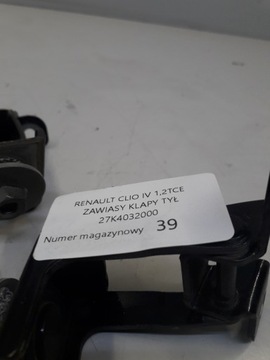 RENAULT CLIO IV 1,2TCE
ZAWIASY KLAPY TYŁ
27K4032000
Numer magazynowy 39